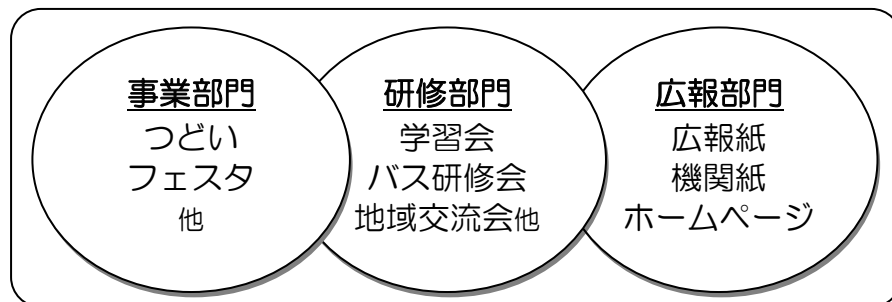 事業部門
つどい
フェスタ
他
研修部門
学習会
バス研修会
地域交流会他
広報部門
広報紙
機関紙
ホームページ